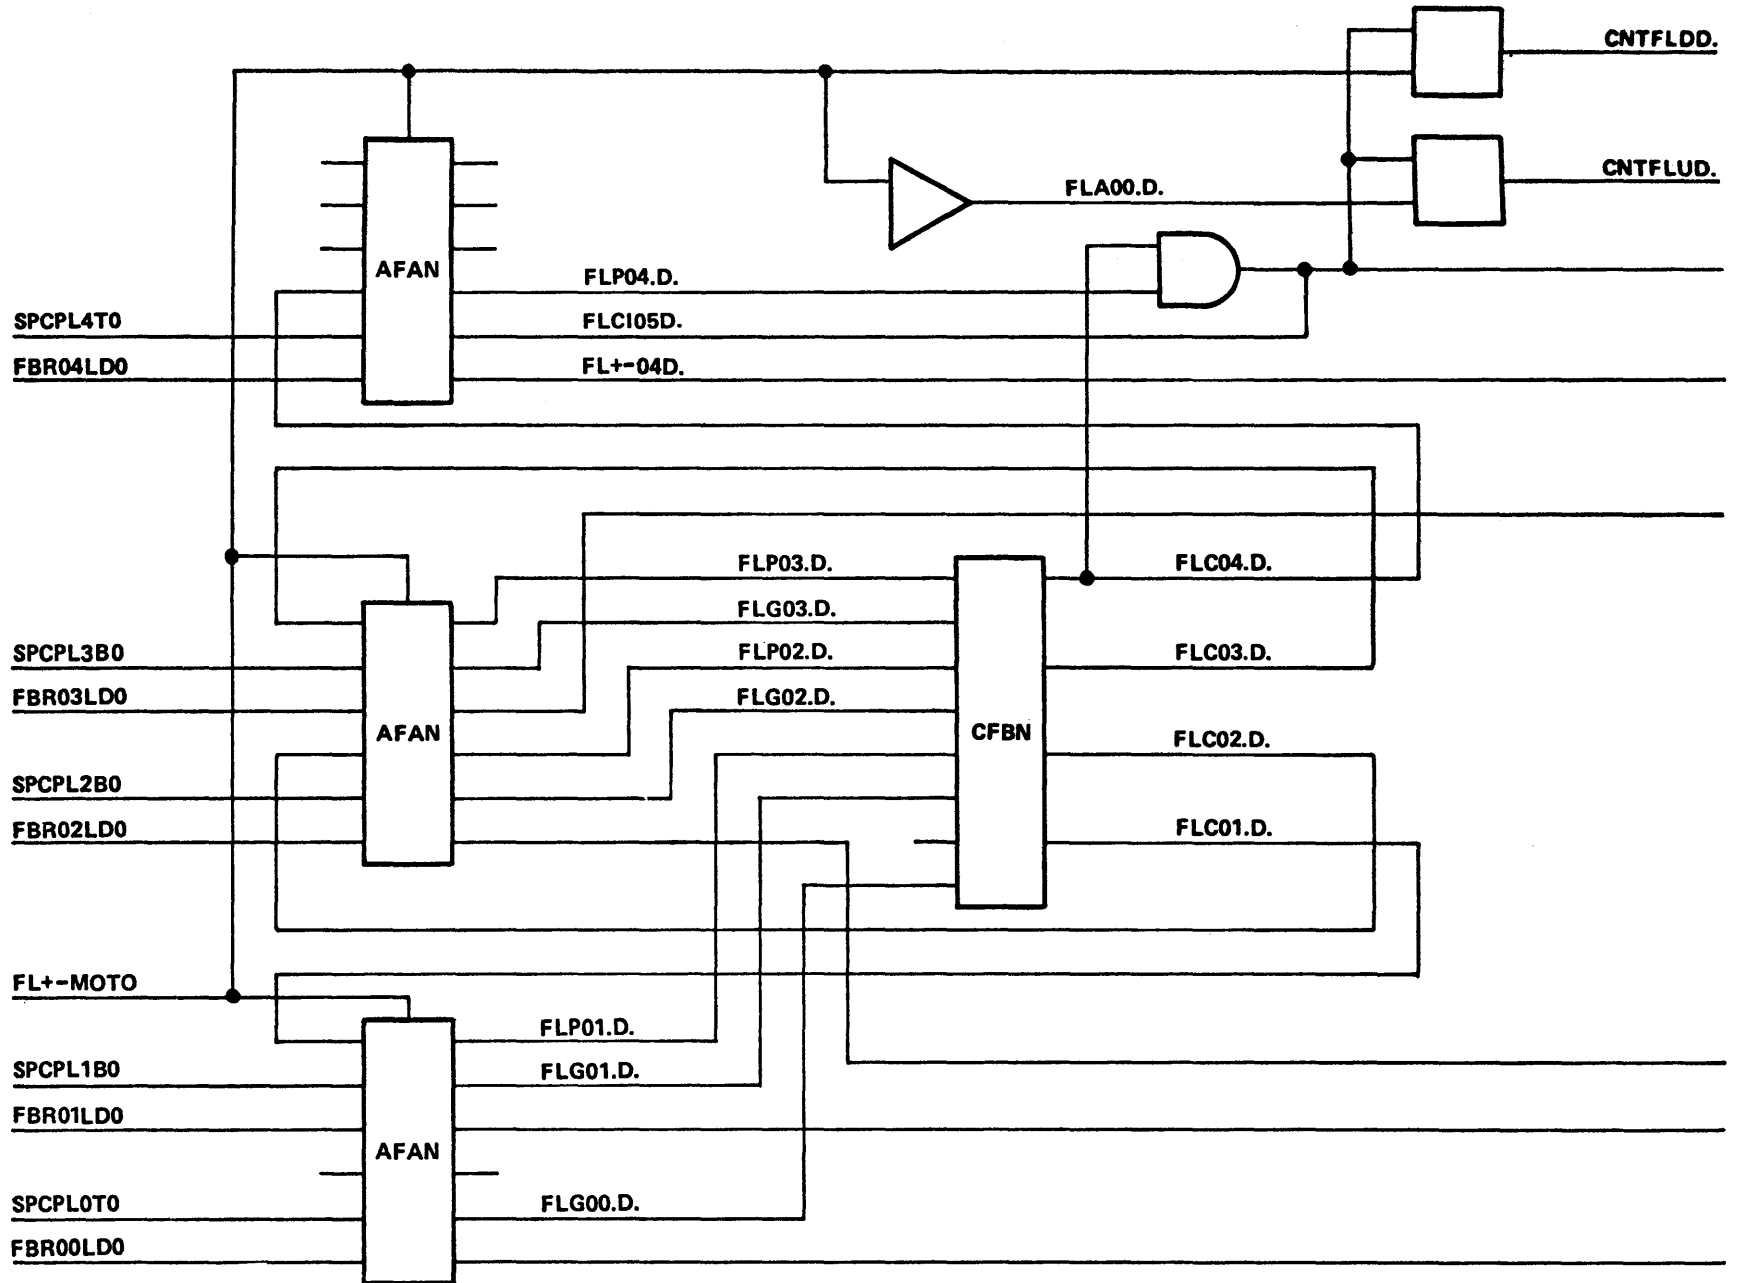 CNTFLDD.
CNTFLUD.
FLA00.D.
AFAN
FLP04.D.
SPCPL4T0
FLCI05D.
FBR04LD0
FL+-04D.
FLP03.D.
FLC04.D.
FLG03.D.
SPCPL3B0
FLP02.D.
FLC03.D.
FBR03LD0
FLG02.D.
AFAN
CFBN
FLC02.D.
SPCPL2B0
FBR02LD0
FLC01.D.
FL+-MOTO
FLP01.D.
SPCPL1B0
FLG01.D.
FBR01LD0
AFAN
SPCPL0T0
FLG00.D.
FBR00LD0